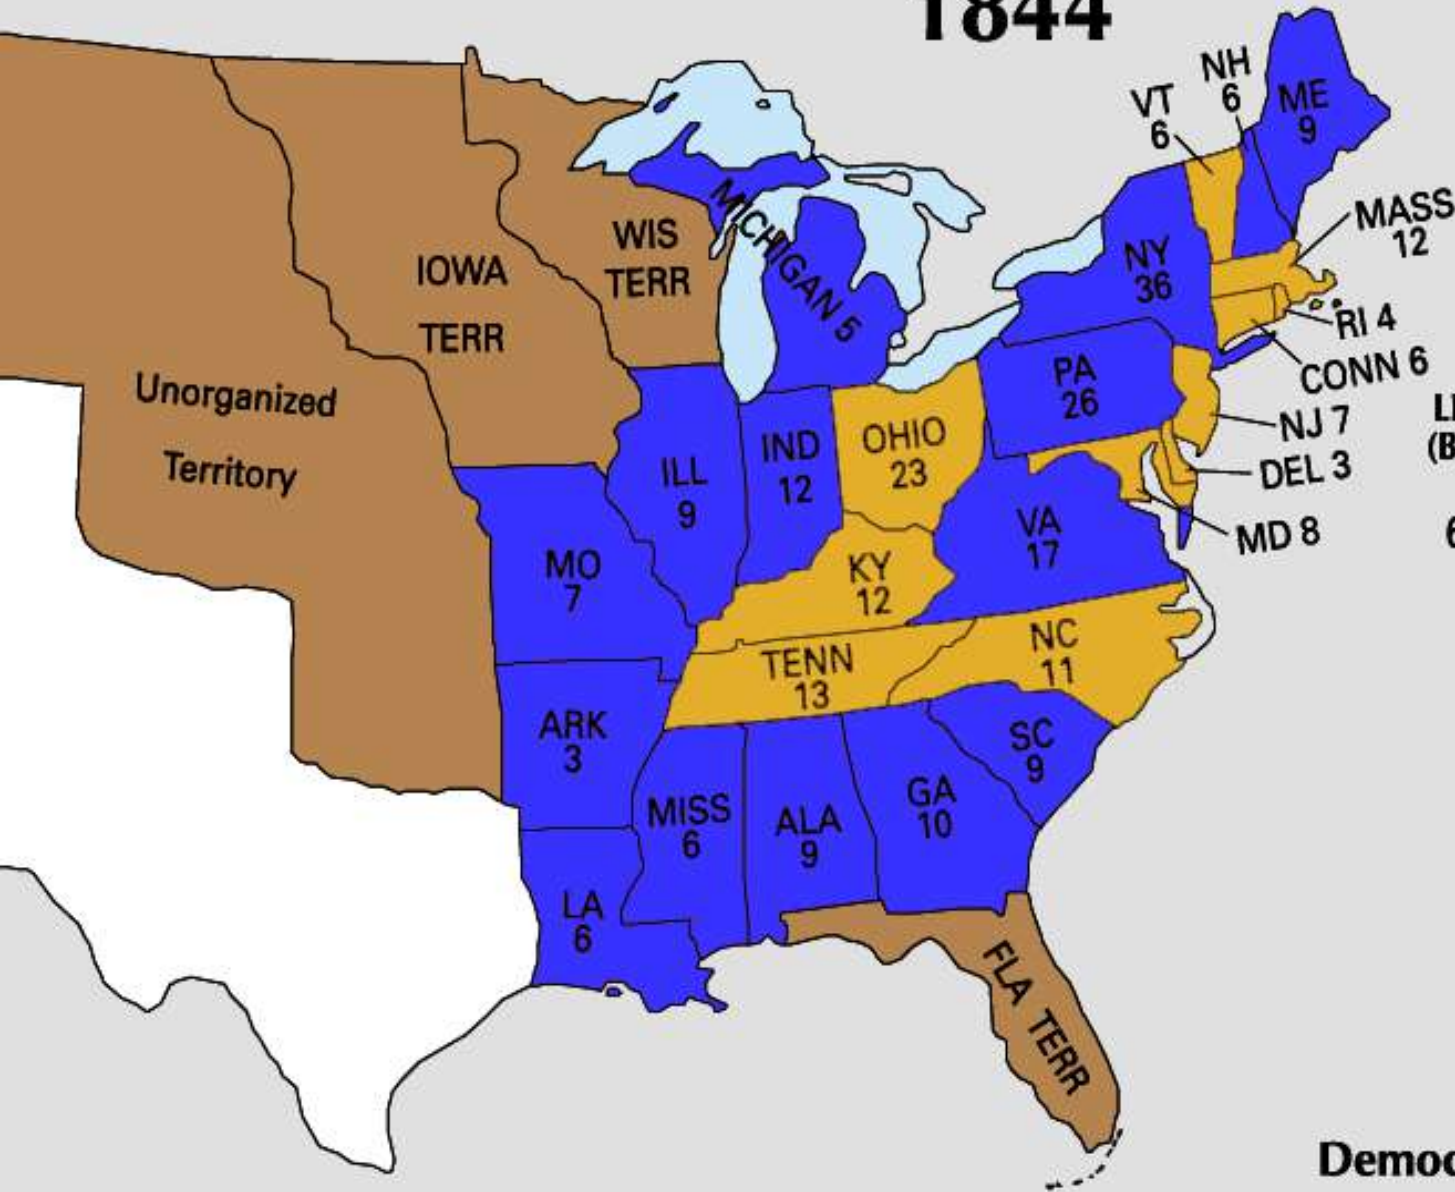 1844
NH
6
VT
6
ME
9
MASS
12
NY
36
RI 4
CONN 6
NJ 7
DEL 3
MD 8
WIS
TERR
MICHIGAN 5
IOWA
TERR
Unorganized
Territory
PA
26
OHIO
23
IND
12
ILL
9
MO
7
KY
12
VA
17
TENN
13
NC
11
ARK
3
SC
9
MISS
6
ALA
9
GA
10
LA
6
FLA TERR